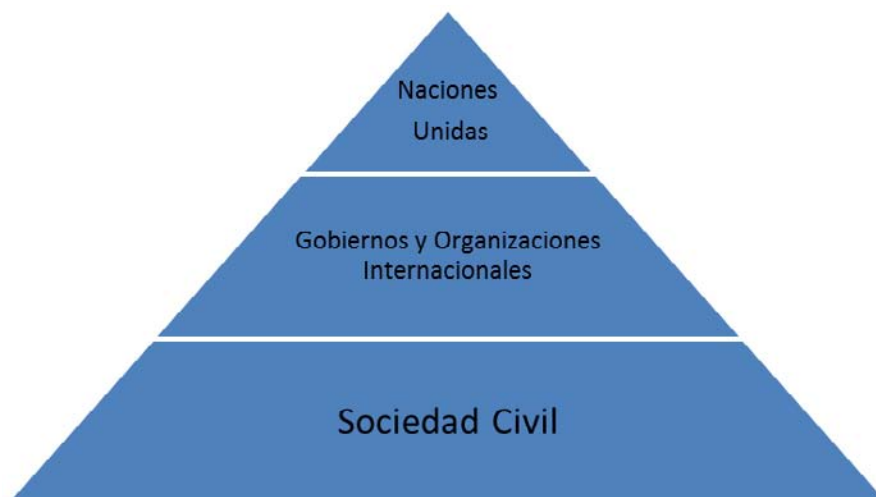 Naciones
Unidas
Gobiernos y Organizaciones
Internacionales
Sociedad Civil